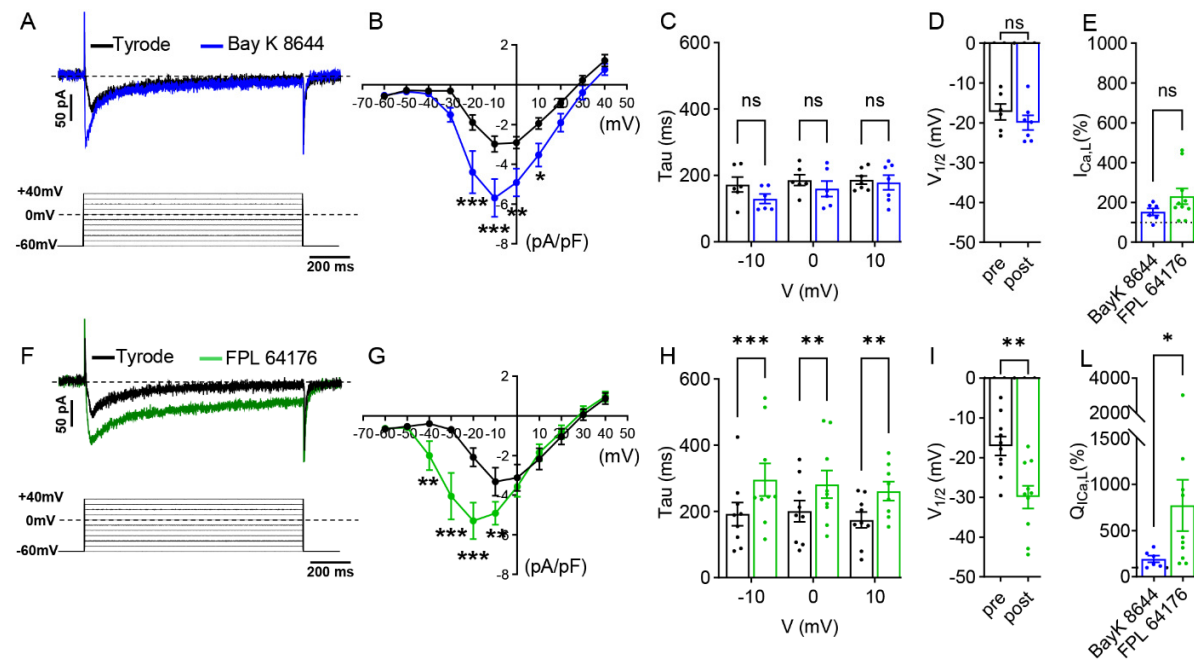 A
Tyrode
Bay K 8644
50 pA
+40mV
0mV
-60mV
200 ms
B
2
-70 -60 -50 -40 -30 -20 -10
10 20 30 40 50
(mV)
-2
-4
-6
-8
***
***
**
*
(pA/pF)
C
600
400
200
0
Tau (ms)
ns
ns
ns
-10
0
10
V (mV)
D
ns
0
-10
-20
-30
-40
-50
V1/2 (mV)
pre
post
E
1000
800
600
400
200
0
ICa,L(%)
ns
BayK 8644
FPL 64176
F
Tyrode
FPL 64176
50 pA
+40mV
0mV
-60mV
200 ms
G
2
-70 -60 -50 -40 -30 -20 -10
10 20 30 40 50
(mV)
-2
-4
-6
-8
**
***
***
**
(pA/pF)
H
600
400
200
0
Tau (ms)
***
**
**
-10
0
10
V (mV)
I
**
0
-10
-20
-30
-40
-50
V1/2 (mV)
pre
post
L
*
4000
2000
1500
1000
500
0
QICa,L(%)
BayK 8644
FPL 64176